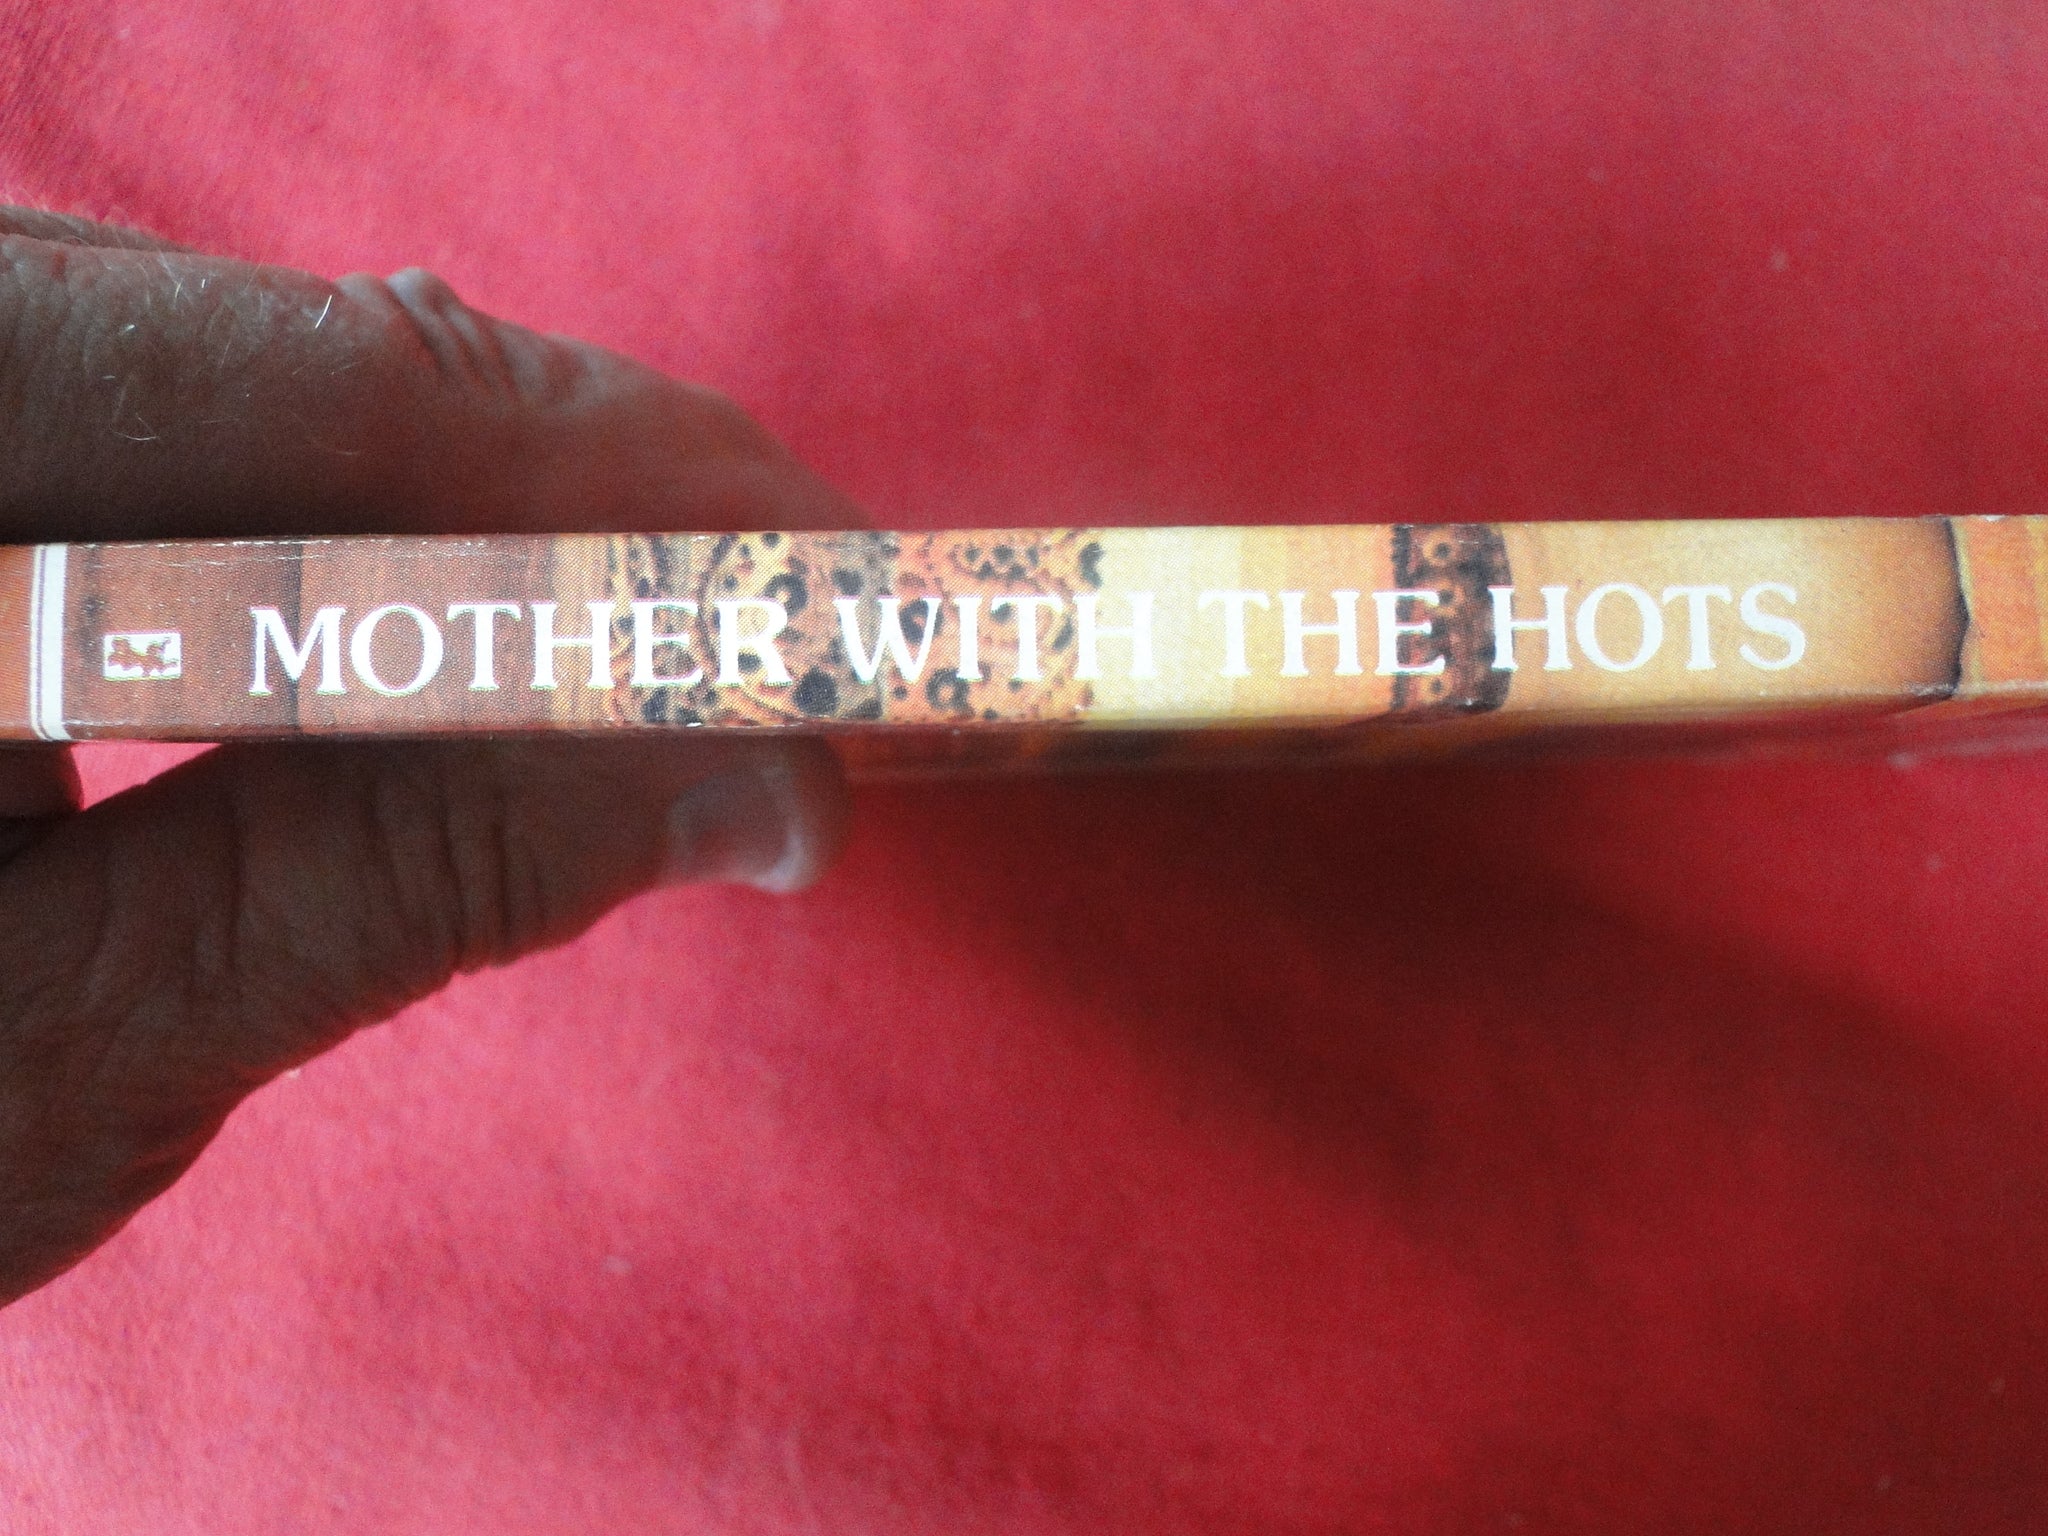 MOTHER WITH THE HOTS